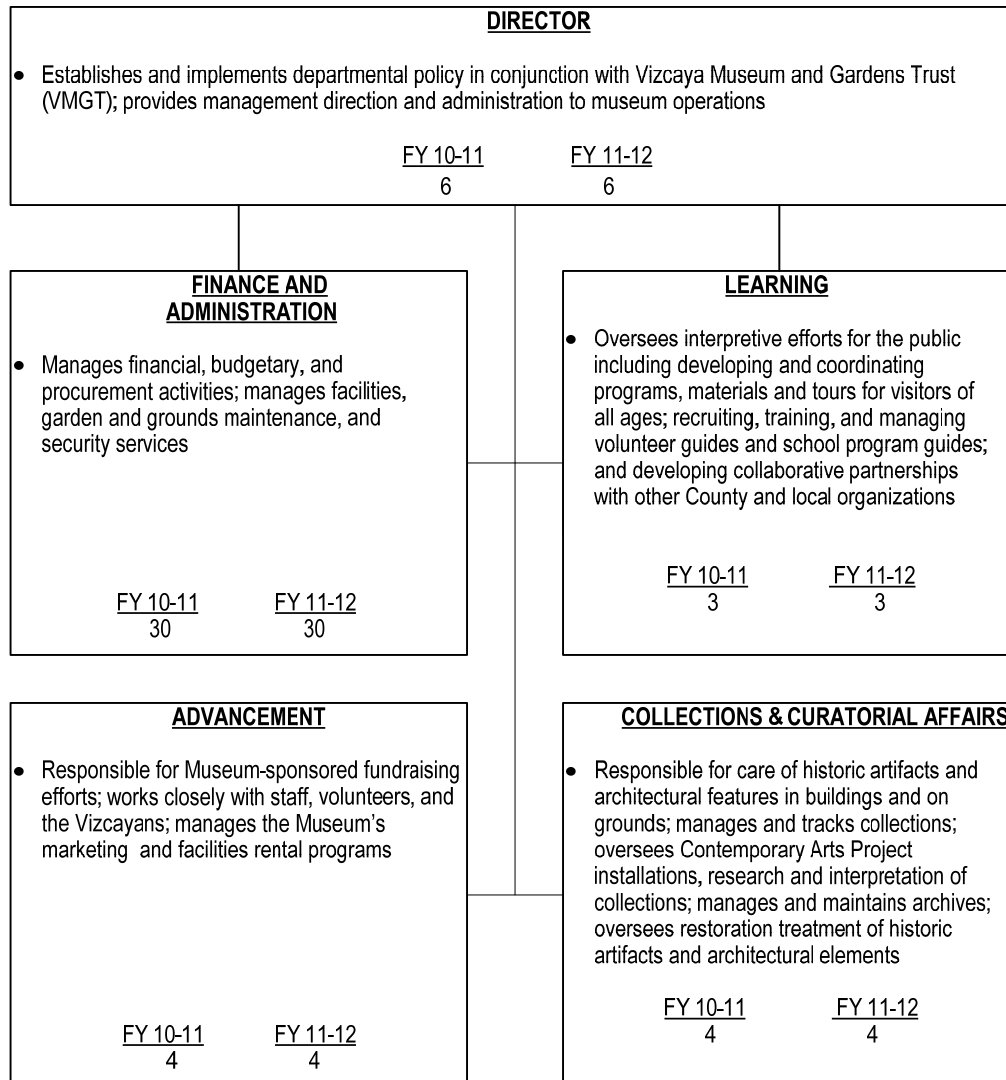 DIRECTOR
• Establishes and implements departmental policy in conjunction with Vizcaya Museum and Gardens Trust
(VMGT); provides management direction and administration to museum operations
FY 10-11 FY 11-12
6 6
FINANCE AND
ADMINISTRATION
• Manages financial, budgetary, and
procurement activities; manages facilities,
garden and grounds maintenance, and
security services
FY 10-11 FY 11-12
30 30
LEARNING
• Oversees interpretive efforts for the public
including developing and coordinating
programs, materials and tours for visitors of
all ages; recruiting, training, and managing
volunteer guides and school program guides;
and developing collaborative partnerships
with other County and local organizations
FY 10-11 FY 11-12
3 3
ADVANCEMENT
• Responsible for Museum-sponsored fundraising
efforts; works closely with staff, volunteers, and
the Vizcayans; manages the Museum’s
marketing and facilities rental programs
FY 10-11 FY 11-12
4 4
COLLECTIONS & CURATORIAL AFFAIRS
• Responsible for care of historic artifacts and
architectural features in buildings and on
grounds; manages and tracks collections;
oversees Contemporary Arts Project
installations, research and interpretation of
collections; manages and maintains archives;
oversees restoration treatment of historic
artifacts and architectural elements
FY 10-11 FY 11-12
4 4